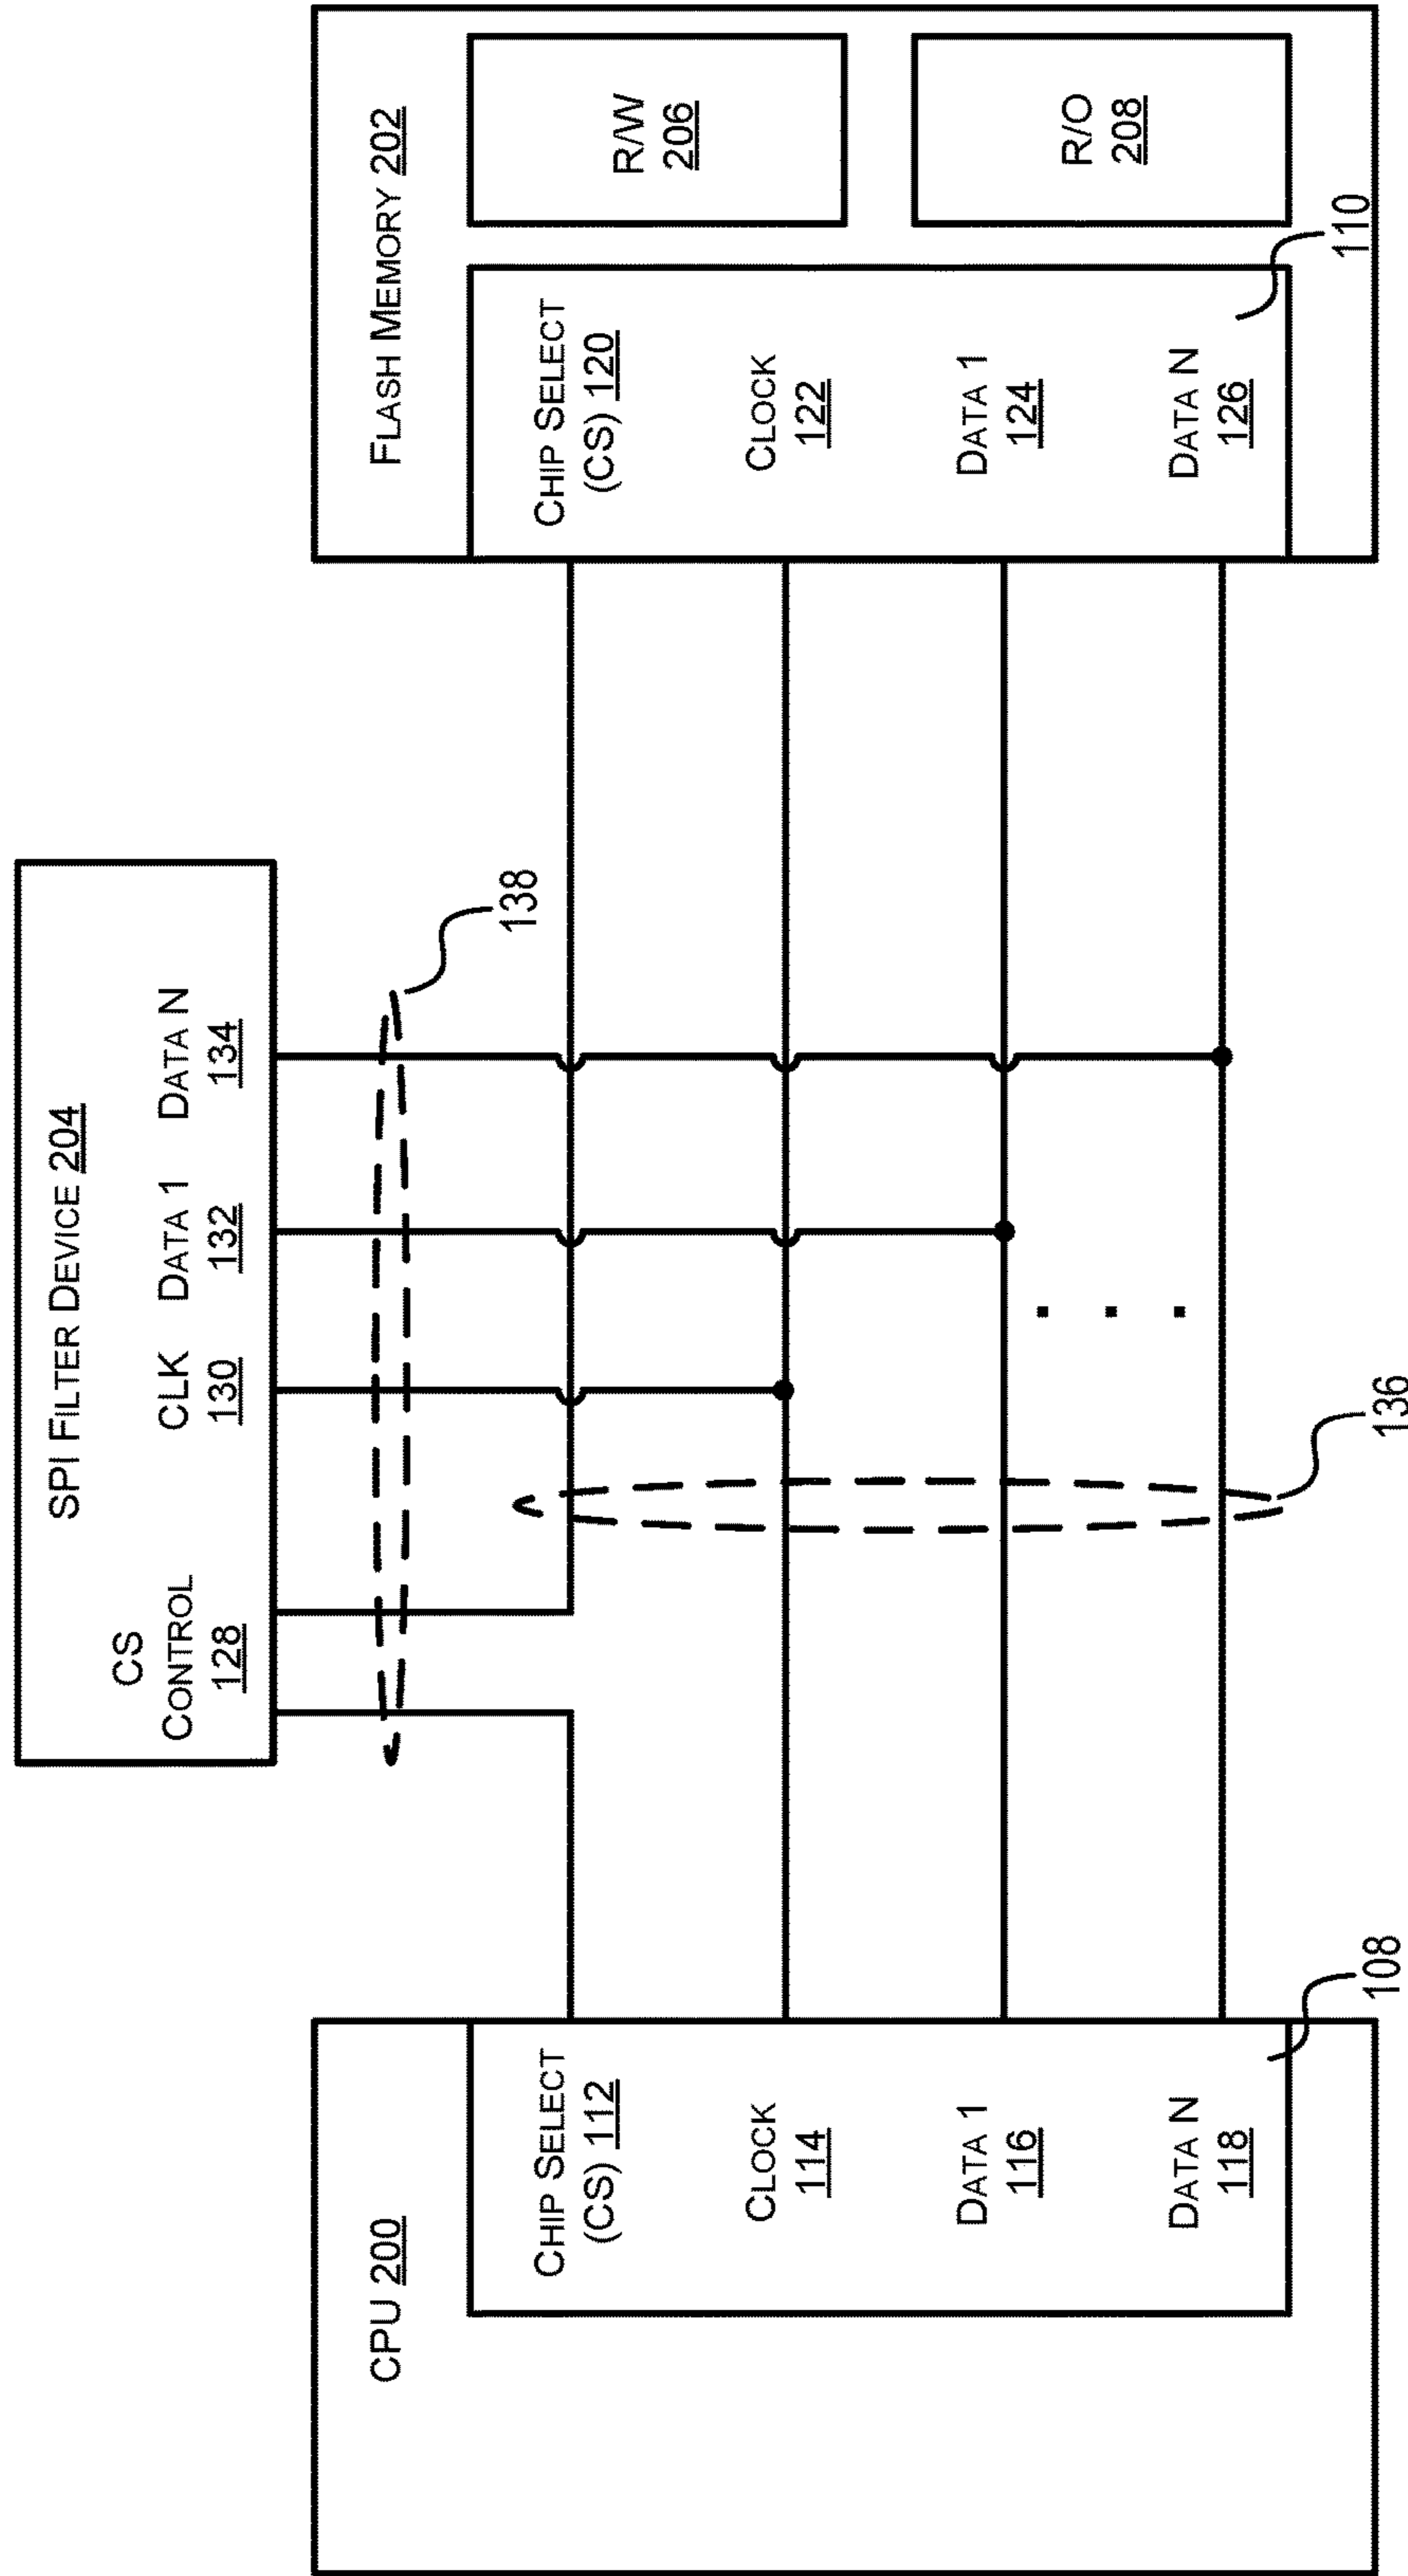 SPI FILTER DEVICE 204
CS
CONTROL
128
CLK
130
DATA 1
132
DATA N
134
138
CPU 200
CHIP SELECT
(CS) 112
CLOCK
114
DATA 1
116
DATA N
118
108
136
. . .
FLASH MEMORY 202
CHIP SELECT
(CS) 120
CLOCK
122
DATA 1
124
DATA N
126
R/W
206
R/O
208
110